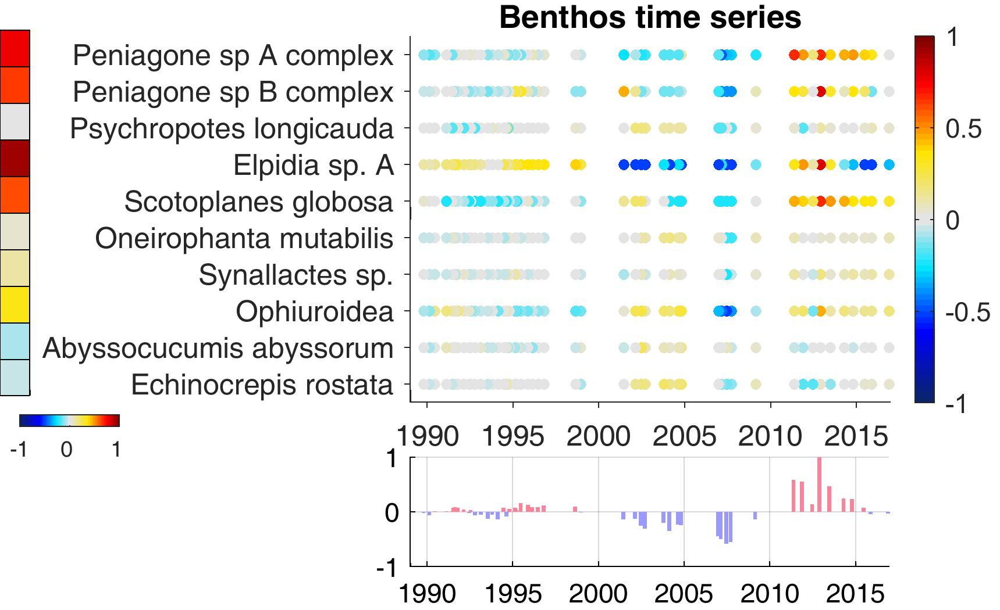 Benthos time series
Peniagone sp A complex
Peniagone sp B complex
Psychropotes longicauda
Elpidia sp. A
Scotoplanes globosa
Oneirophanta mutabilis
Synallactes sp.
Ophiuroidea
Abyssocucumis abyssorum
Echinocrepis rostata
1
0.5
0
-0.5
-1
-1 0 1
1990 1995 2000 2005 2010 2015
1
0
-1
1990 1995 2000 2005 2010 2015